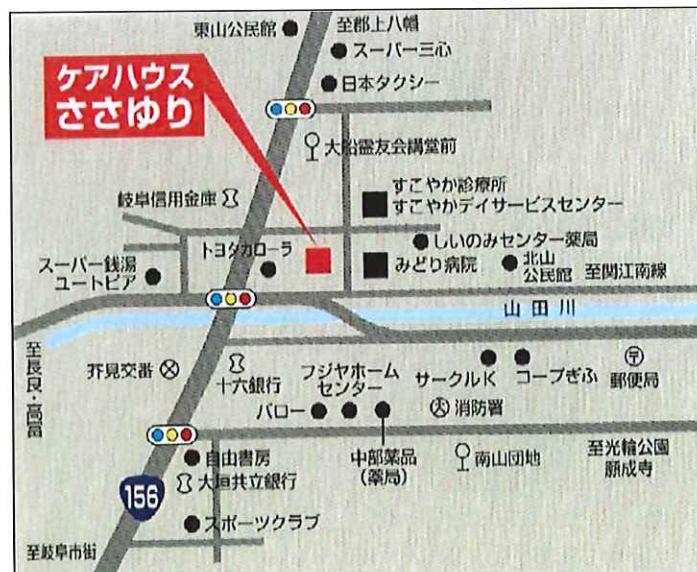 東山公民館
至郡上八幡
スーパー三心
日本タクシー
ケアハウス
ささゆり
大船霊友会講堂前
岐阜信用金庫
すこやか診療所
すこやかデイサービスセンター
トヨタカローラ
しいのみセンター薬局
スーパー銭湯
ユートピア
みどり病院
北山
公民館
至関江南線
山田川
至長良・高富
芥見交番
十六銀行
フジヤホーム
センター
サークルK
コープぎふ
郵便局
バロー
消防署
自由書房
中部薬品
(薬局)
南山団地
至光輪公園
願成寺
大垣共立銀行
156
スポーツクラブ
至岐阜市街